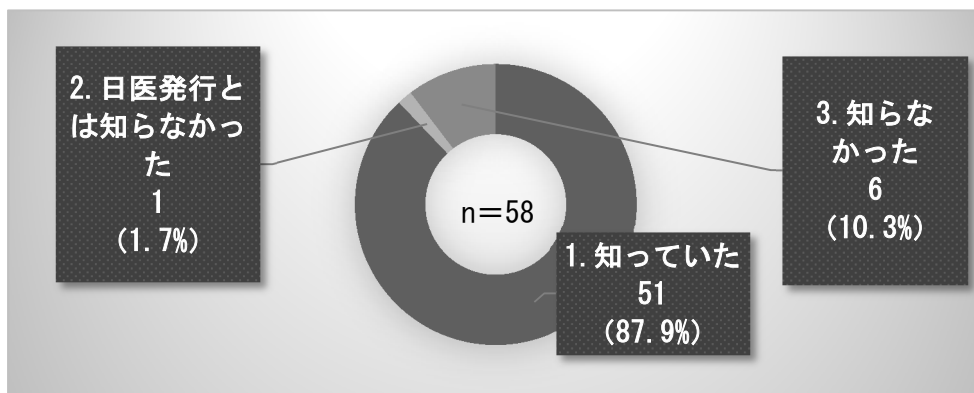 2. 日医発行と
は知らなかっ
た
1
(1.7%)
n＝58
3. 知らな
かった
6
(10.3%)
1. 知っていた
51
(87.9%)